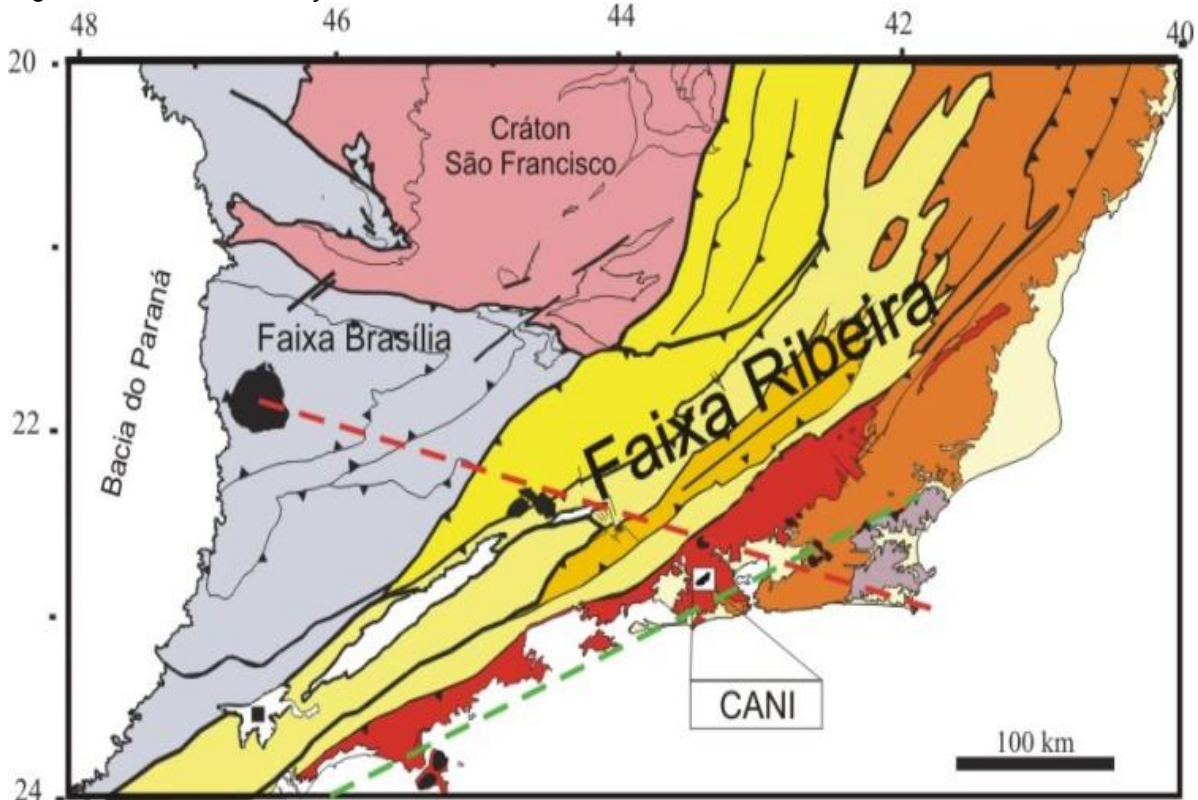 48
46
44
42
40
20
22
24
Cráton
São Francisco
Faixa Brasília
Bacia do Paraná
Faixa Ribeira
CANI
100 km